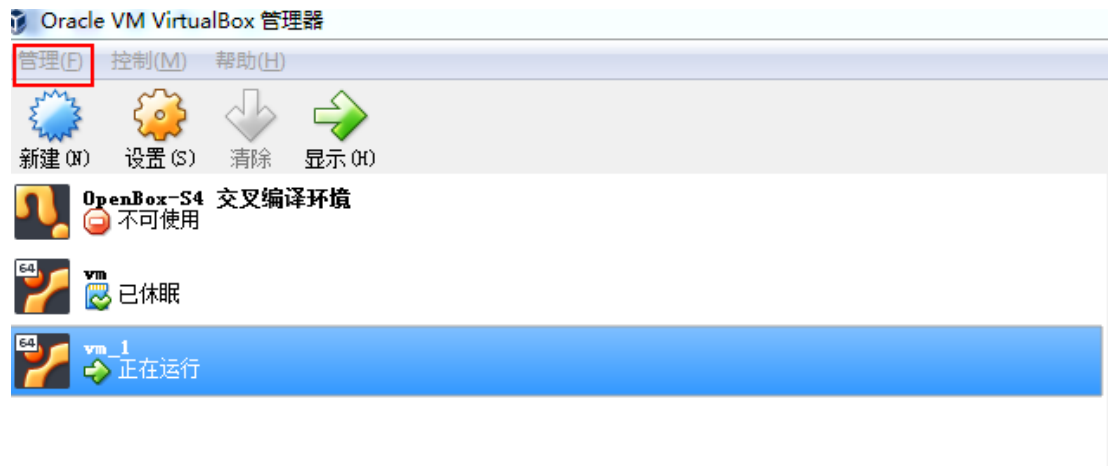 Oracle VM VirtualBox 管理器
管理(F) 控制(M) 帮助(H)
新建(N) 设置(S) 清除 显示(H)
OpenBox-S4 交叉编译环境
不可使用
64
vm
已休眠
64
vm_1
正在运行